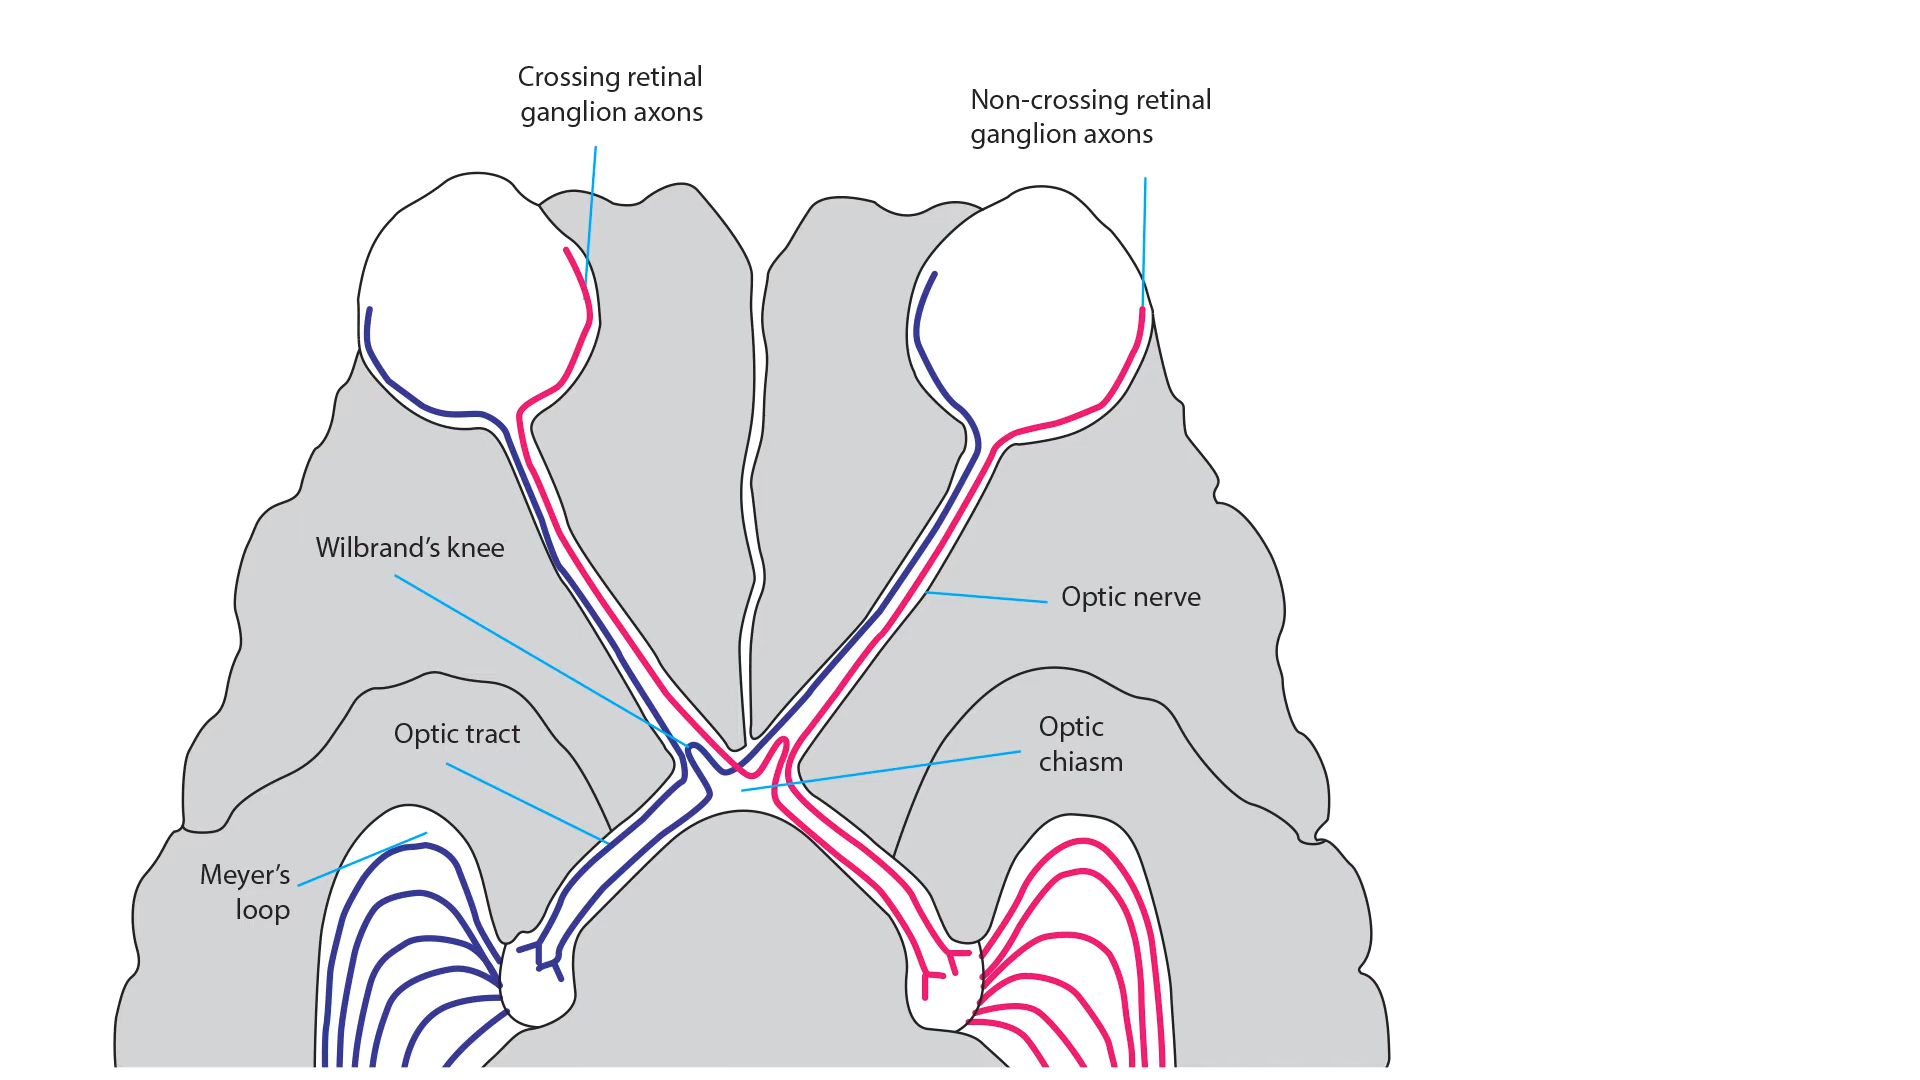 Crossing retinal
ganglion axons
Non-crossing retinal
ganglion axons
Wilbrand’s knee
Optic nerve
Optic tract
Optic
chiasm
Meyer’s
loop